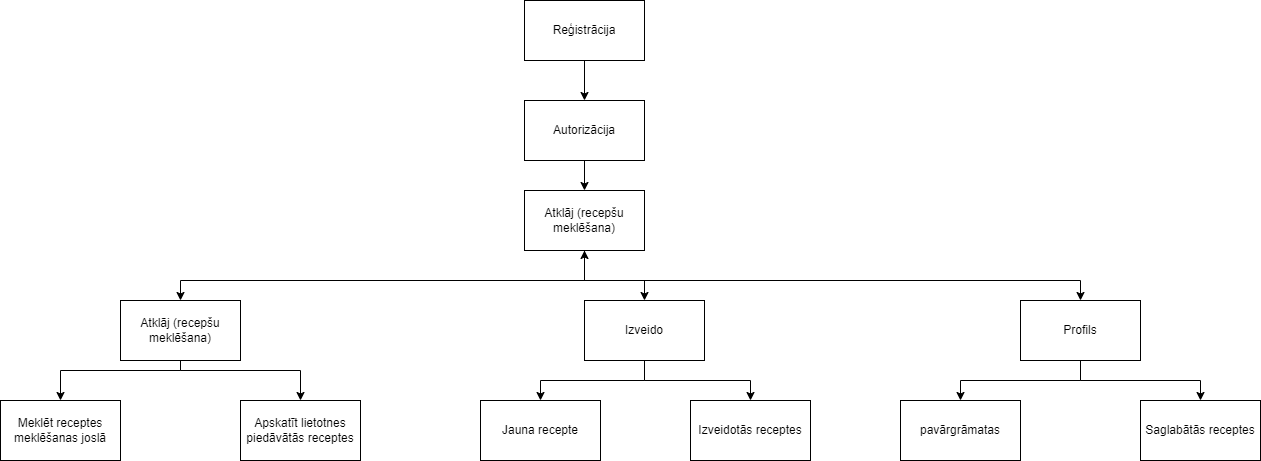 Reģistrācija
Autorizācija
Atklāj (recepšu
meklēšana)
Atklāj (recepšu
meklēšana)
Izveido
Profils
Meklēt receptes
meklēšanas joslā
Apskatīt lietotnes
piedāvātās receptes
Jauna recepte
Izveidotās receptes
pavārgrāmatas
Saglabātās receptes